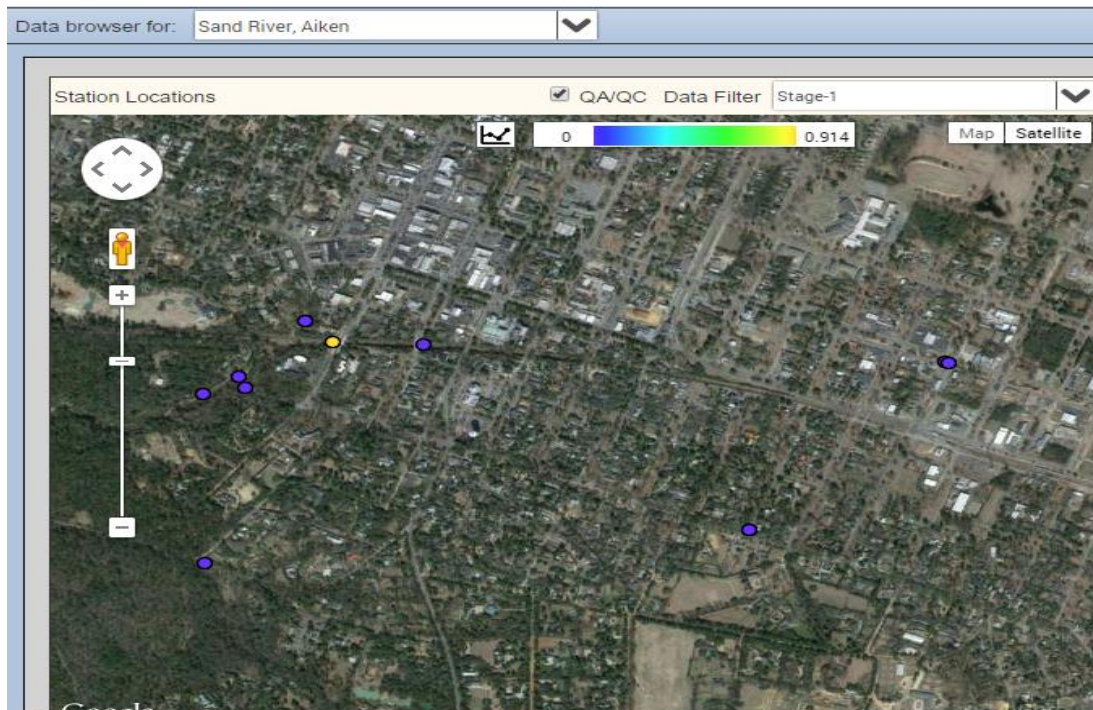 Data browser for: Sand River, Aiken
Station Locations QA/QC Data Filter Stage-1
0 0.914 Map Satellite
Google